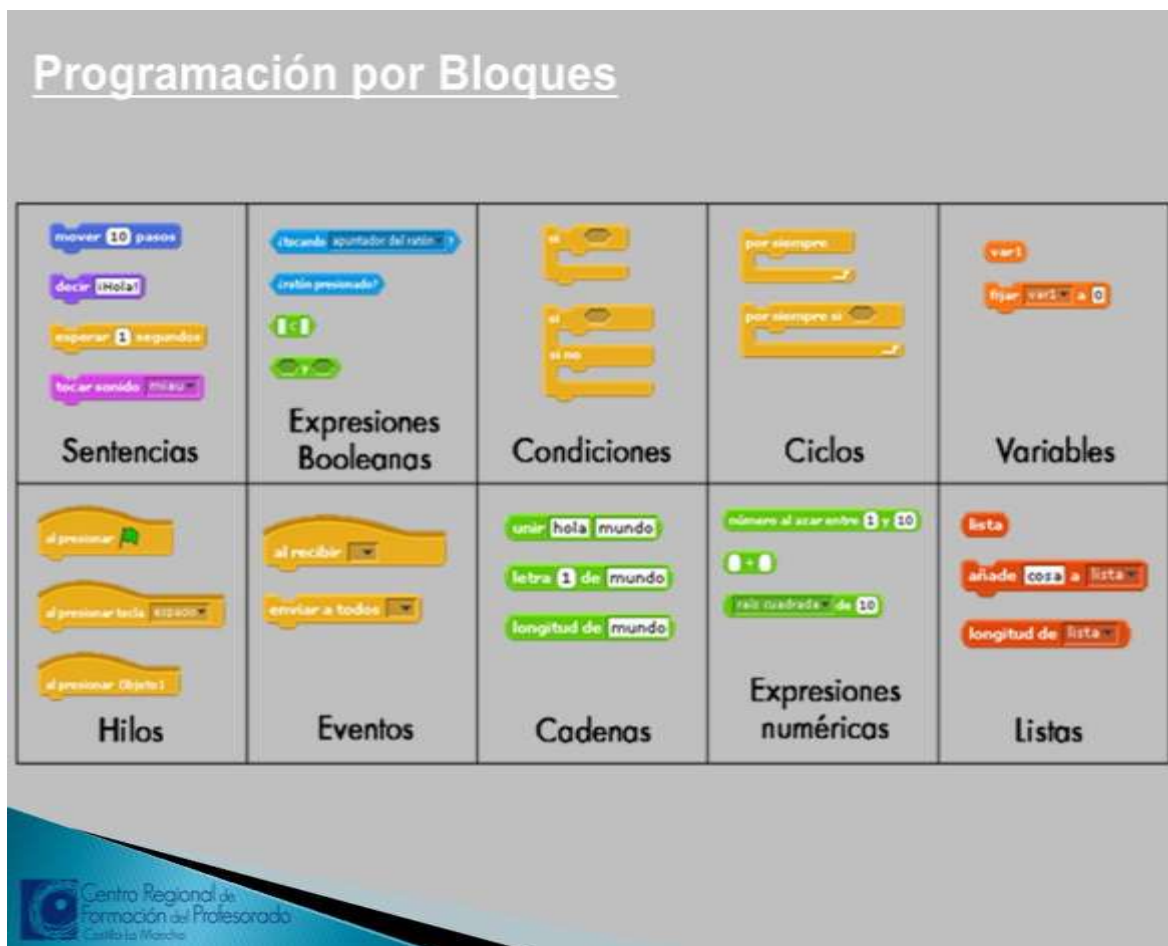 Programación por Bloques
mover 10 pasos
decir ¡Hola!
esperar 1 segundos
tocar sonido miau
Sentencias
¿tocando apuntador del ratón ?
¿ratón presionado?
<
y
Expresiones
Booleanas
si
si
si no
Condiciones
por siempre
por siempre si
Ciclos
var1
fijar var1 a 0
Variables
al presionar
al presionar tecla espacio
al presionar Objeto1
Hilos
al recibir
enviar a todos
Eventos
unir hola mundo
letra 1 de mundo
longitud de mundo
Cadenas
número al azar entre 1 y 10
+
raíz cuadrada de 10
Expresiones
numéricas
lista
añade cosa a lista
longitud de lista
Listas
Centro Regional de
Formación del Profesorado
Castilla-La Mancha